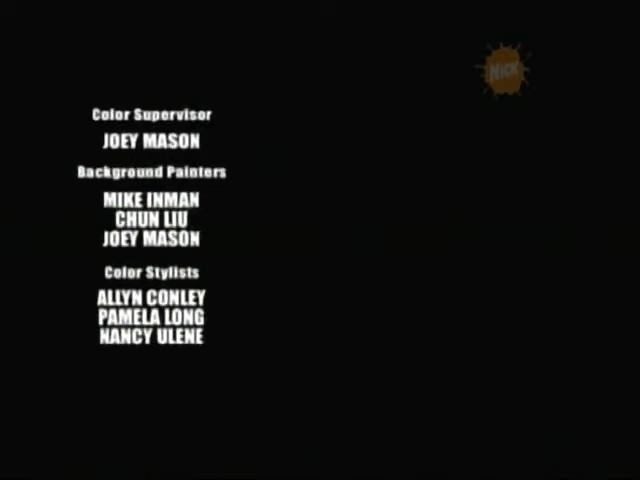 NICK
Color Supervisor
JOEY MASON
Background Painters
MIKE INMAN
CHUN LIU
JOEY MASON
Color Stylists
ALLYN CONLEY
PAMELA LONG
NANCY ULENE